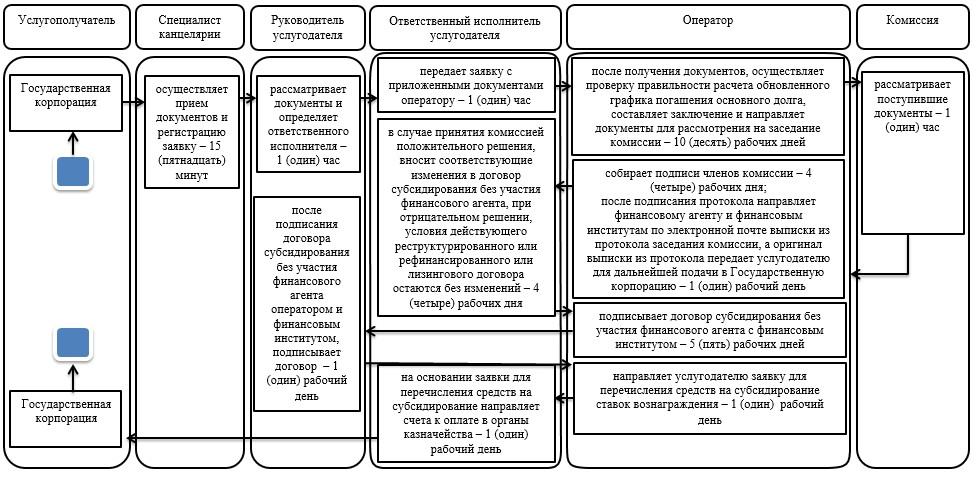 Услугополучатель
Специалист
канцелярии
Руководитель
услугодателя
Ответственный исполнитель
услугодателя
Оператор
Комиссия
Государственная
корпорация
осуществляет
прием
документов и
регистрацию
заявку – 15
(пятнадцать)
минут
рассматривает
документы и
определяет
ответственного
исполнителя –
1 (один) час
передает заявку с
приложенными документами
оператору – 1 (один) час
после получения документов, осуществляет
проверку правильности расчета обновленного
графика погашения основного долга,
составляет заключение и направляет
документы для рассмотрения на заседание
комиссии – 10 (десять) рабочих дней
рассматривает
поступившие
документы – 1
(один) час
в случае принятия комиссией
положительного решения,
вносит соответствующие
изменения в договор
субсидирования без участия
финансового агента, при
отрицательном решении,
условия действующего
реструктурированного или
рефинансированного или
лизингового договора
остаются без изменений – 4
(четыре) рабочих дня
собирает подписи членов комиссии – 4
(четыре) рабочих дня;
после подписания протокола направляет
финансовому агенту и финансовым
институтам по электронной почте выписки из
протокола заседания комиссии, а оригинал
выписки из протокола передает услугодателю
для дальнейшей подачи в Государственную
корпорацию – 1 (один) рабочий день
после
подписания
договора
субсидирования
без участия
финансового
агента
оператором и
финансовым
институтом,
подписывает
договор – 1
(один) рабочий
день
подписывает договор субсидирования без
участия финансового агента с финансовым
институтом – 5 (пять) рабочих дней
направляет услугодателю заявку для
перечисления средств на субсидирование
ставок вознаграждения – 1 (один) рабочий
день
на основании заявки для
перечисления средств на
субсидирование направляет
счета к оплате в органы
казначейства – 1 (один)
рабочий день
Государственная
корпорация